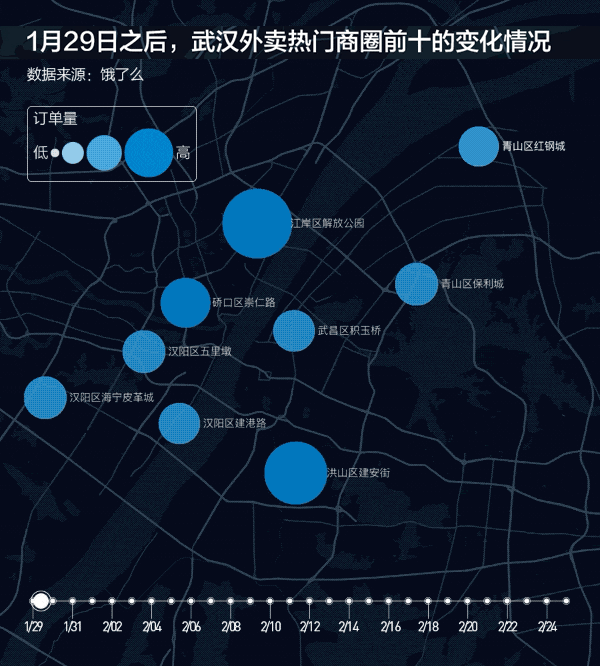 1月29日之后，武汉外卖热门商圈前十的变化情况
数据来源：饿了么
订单量
低 高
青山区红钢城
江岸区解放公园
青山区保利城
硚口区崇仁路
武昌区积玉桥
汉阳区五里墩
汉阳区海宁皮革城
汉阳区建港路
洪山区建安街
1/29 1/31 2/02 2/04 2/06 2/08 2/10 2/12 2/14 2/16 2/18 2/20 2/22 2/24